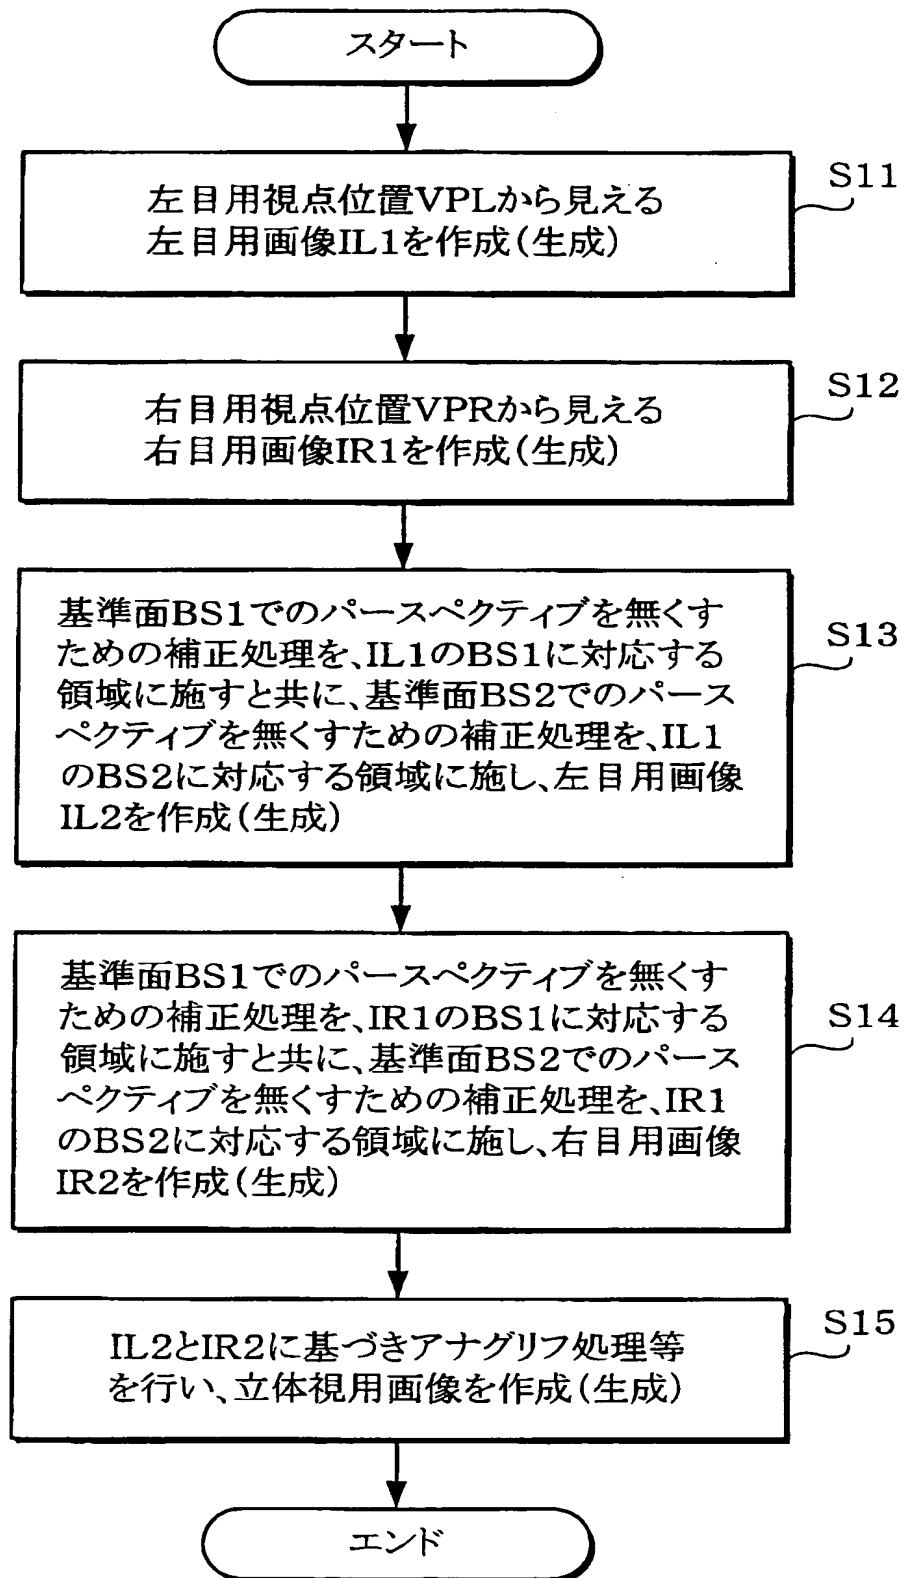 スタート
S11
左目用視点位置VPLから見える
左目用画像IL1を作成(生成)
S12
右目用視点位置VPRから見える
右目用画像IR1を作成(生成)
S13
基準面BS1でのパースペクティブを無くす
ための補正処理を、IL1のBS1に対応する
領域に施すと共に、基準面BS2でのパース
ペクティブを無くすための補正処理を、IL1
のBS2に対応する領域に施し、左目用画像
IL2を作成(生成)
S14
基準面BS1でのパースペクティブを無くす
ための補正処理を、IR1のBS1に対応する
領域に施すと共に、基準面BS2でのパース
ペクティブを無くすための補正処理を、IR1
のBS2に対応する領域に施し、右目用画像
IR2を作成(生成)
S15
IL2とIR2に基づきアナグリフ処理等
を行い、立体視用画像を作成(生成)
エンド